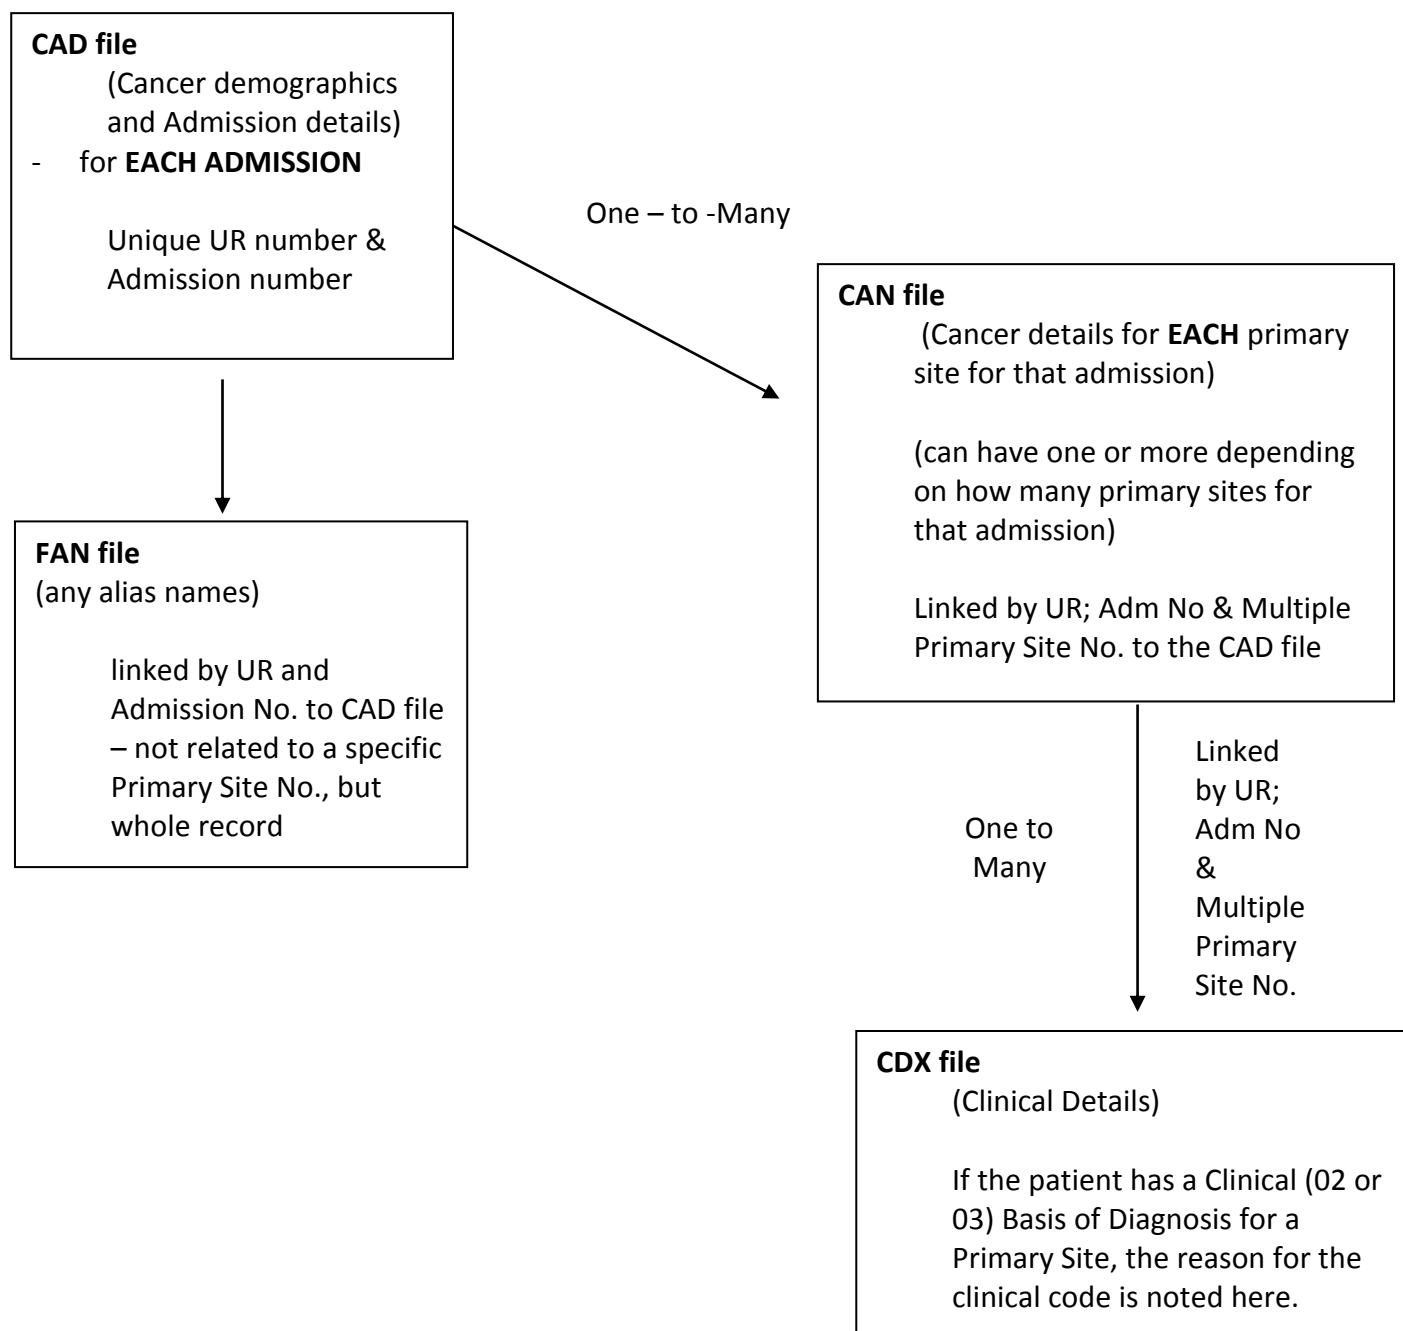 CAD file
(Cancer demographics
and Admission details)
- for EACH ADMISSION
Unique UR number &
Admission number
One – to -Many
CAN file
(Cancer details for EACH primary
site for that admission)
(can have one or more depending
on how many primary sites for
that admission)
Linked by UR; Adm No & Multiple
Primary Site No. to the CAD file
FAN file
(any alias names)
linked by UR and
Admission No. to CAD file
– not related to a specific
Primary Site No., but
whole record
One to
Many
Linked
by UR;
Adm No
&
Multiple
Primary
Site No.
CDX file
(Clinical Details)
If the patient has a Clinical (02 or
03) Basis of Diagnosis for a
Primary Site, the reason for the
clinical code is noted here.